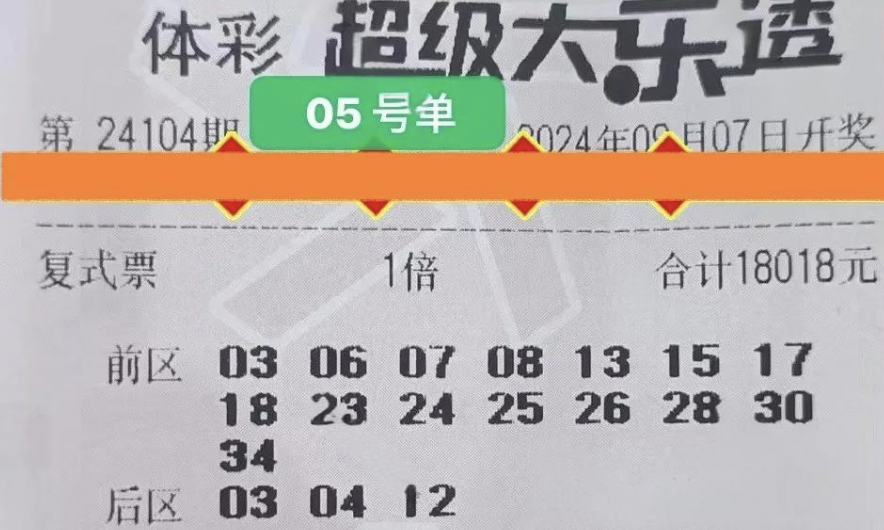 体彩 超级大乐透
05 号单
第 24104期 2024年09月07日开奖
复式票 1倍 合计18018元
前区 03 06 07 08 13 15 17
18 23 24 25 26 28 30
34
后区 03 04 12